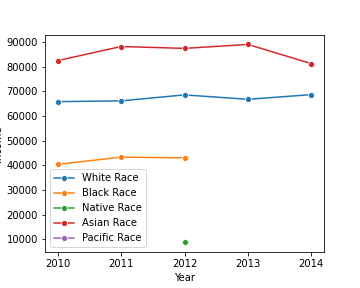 90000
80000
70000
60000
50000
40000
30000
20000
10000
White Race
Black Race
Native Race
Asian Race
Pacific Race
2010 2011 2012 2013 2014
Year